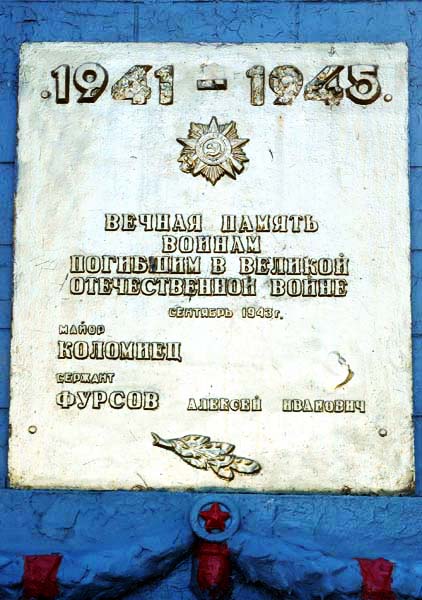 1941 - 1945
ВЕЧНАЯ ПАМЯТЬ
ВОИНАМ
ПОГИБШИМ В ВЕЛИКОЙ
ОТЕЧЕСТВЕННОЙ ВОЙНЕ
СЕНТЯБРЬ 1943 г.
МАЙОР
КОЛОМИЕЦ
СЕРЖАНТ
ФУРСОВ АЛЕКСЕЙ ИВАНОВИЧ